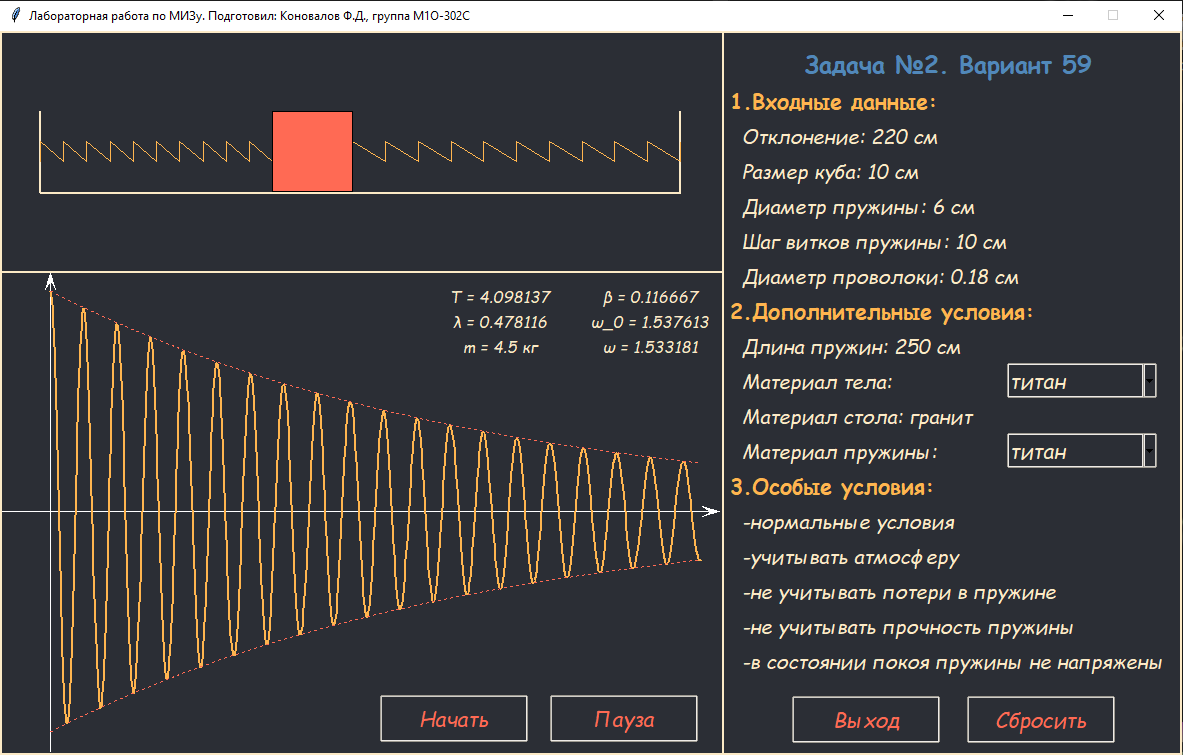 Лабораторная работа по МИЗу. Подготовил: Коновалов Ф.Д., группа М1О-302С
T = 4.098137 β = 0.116667
λ = 0.478116 ω_0 = 1.537613
m = 4.5 кг ω = 1.533181
Начать Пауза
Задача №2. Вариант 59
1.Входные данные:
Отклонение: 220 см
Размер куба: 10 см
Диаметр пружины: 6 см
Шаг витков пружины: 10 см
Диаметр проволоки: 0.18 см
2.Дополнительные условия:
Длина пружин: 250 см
Материал тела: титан
Материал стола: гранит
Материал пружины: титан
3.Особые условия:
-нормальные условия
-учитывать атмосферу
-не учитывать потери в пружине
-не учитывать прочность пружины
-в состоянии покоя пружины не напряжены
Выход Сбросить